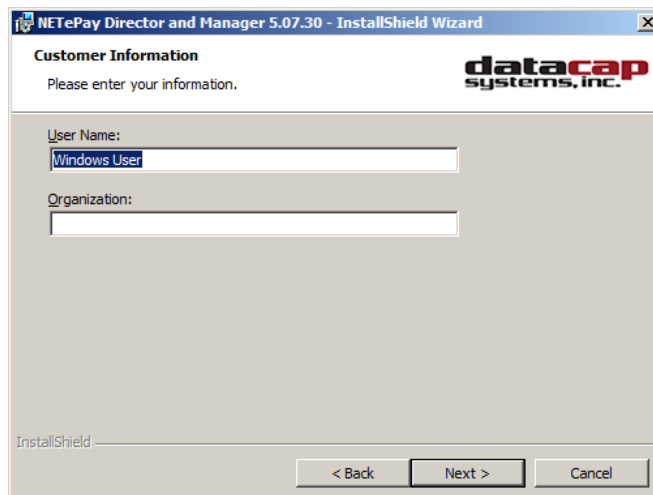 NETePay Director and Manager 5.07.30 - InstallShield Wizard
Customer Information
Please enter your information.
datacap
systems, inc.
User Name:
Windows User
Organization:
InstallShield
< Back Next > Cancel